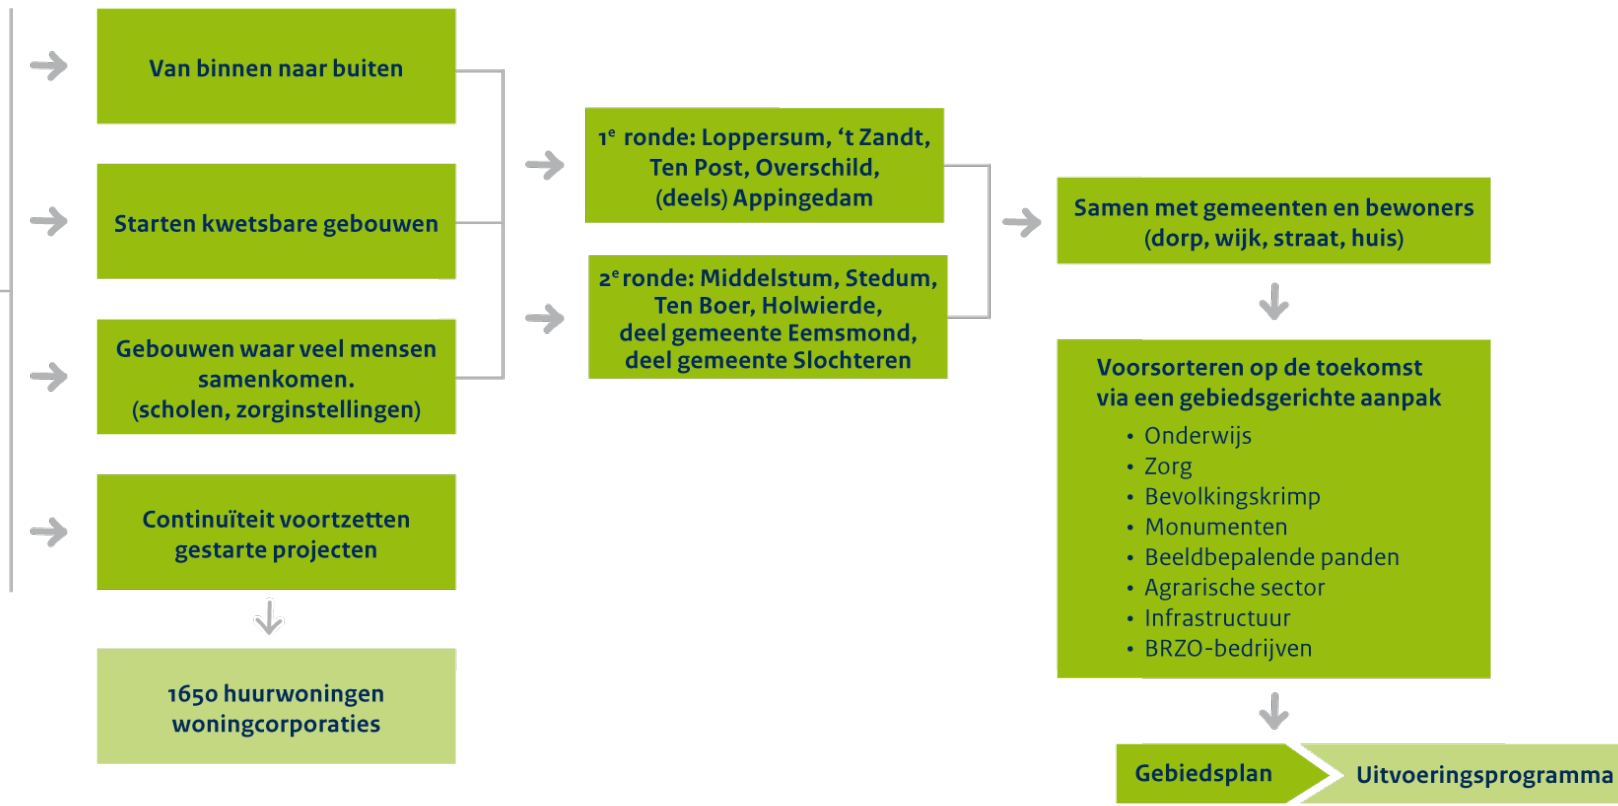 Van binnen naar buiten
Starten kwetsbare gebouwen
Gebouwen waar veel mensen
samenkomen.
(scholen, zorginstellingen)
Continuïteit voortzetten
gestarte projecten
1650 huurwoningen
woningcorporaties
1e ronde: Loppersum, ‘t Zandt,
Ten Post, Overschild,
(deels) Appingedam
2e ronde: Middelstum, Stedum,
Ten Boer, Holwierde,
deel gemeente Eemsmond,
deel gemeente Slochteren
Samen met gemeenten en bewoners
(dorp, wijk, straat, huis)
Voorsorteren op de toekomst
via een gebiedsgerichte aanpak
• Onderwijs
• Zorg
• Bevolkingskrimp
• Monumenten
• Beeldbepalende panden
• Agrarische sector
• Infrastructuur
• BRZO-bedrijven
Gebiedsplan
Uitvoeringsprogramma